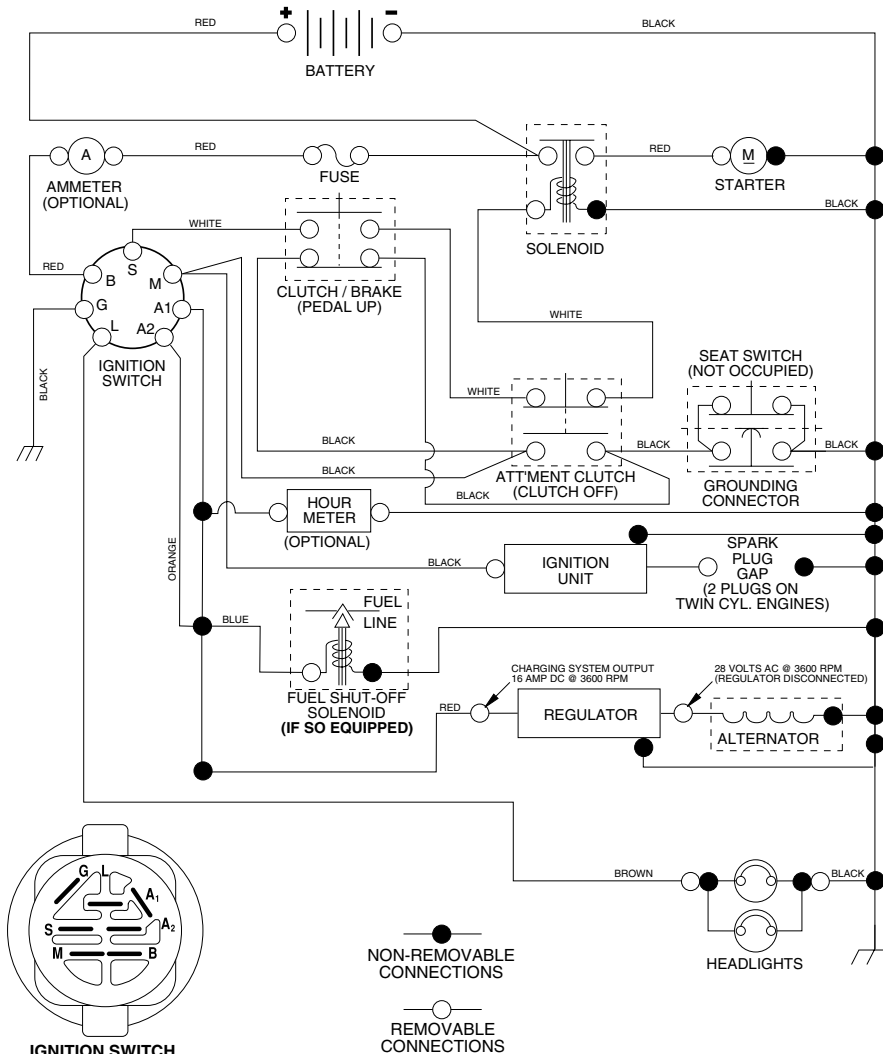 RED
+
-
BLACK
BATTERY
A
RED
AMMETER
(OPTIONAL)
FUSE
RED
M
STARTER
BLACK
SOLENOID
WHITE
CLUTCH / BRAKE
(PEDAL UP)
RED
S
B
M
G
A1
L
A2
IGNITION
SWITCH
BLACK
WHITE
WHITE
SEAT SWITCH
(NOT OCCUPIED)
BLACK
BLACK
BLACK
BLACK
BLACK
ATT'MENT CLUTCH
(CLUTCH OFF)
GROUNDING
CONNECTOR
HOUR
METER
(OPTIONAL)
ORANGE
BLACK
IGNITION
UNIT
SPARK
PLUG
GAP
(2 PLUGS ON
TWIN CYL. ENGINES)
BLUE
FUEL
LINE
FUEL SHUT-OFF
SOLENOID
(IF SO EQUIPPED)
CHARGING SYSTEM OUTPUT
16 AMP DC @ 3600 RPM
28 VOLTS AC @ 3600 RPM
(REGULATOR DISCONNECTED)
RED
REGULATOR
ALTERNATOR
BROWN
BLACK
HEADLIGHTS
G
L
A1
S
A2
M
B
IGNITION SWITCH
NON-REMOVABLE
CONNECTIONS
REMOVABLE
CONNECTIONS